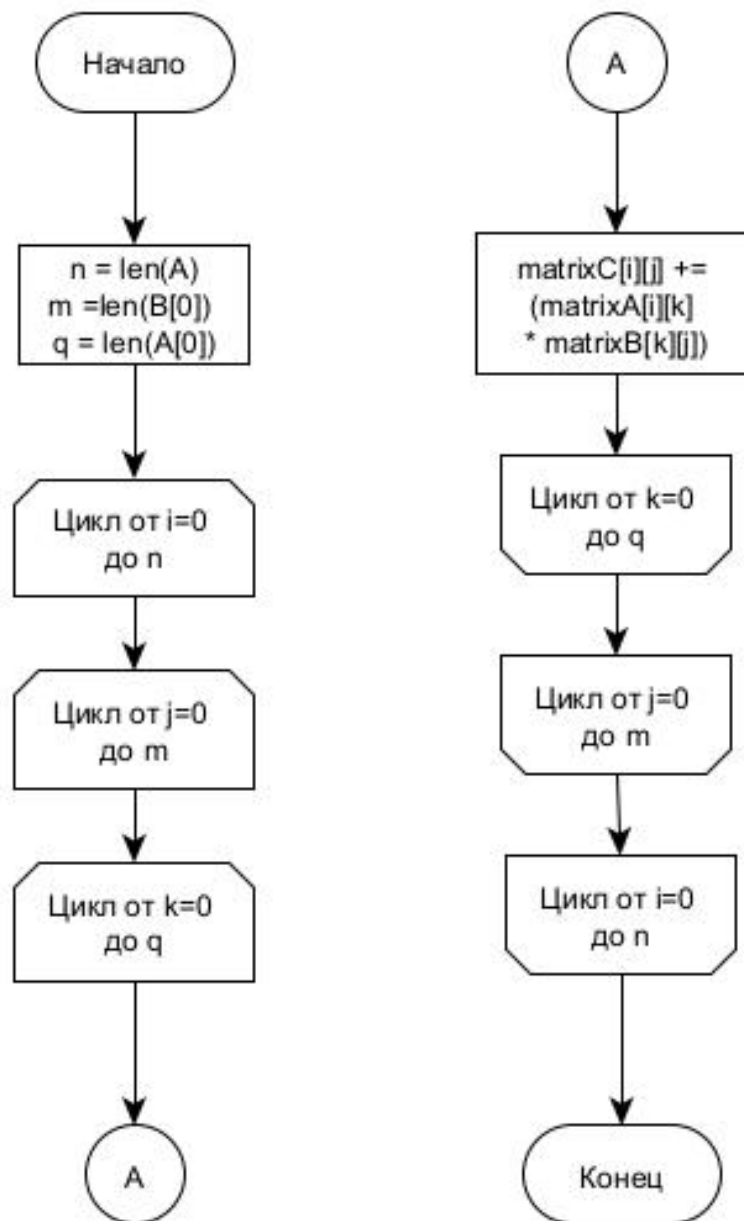 Начало
n = len(A)
m =len(B[0])
q = len(A[0])
Цикл от i=0
до n
Цикл от j=0
до m
Цикл от k=0
до q
A
A
matrixC[i][j] +=
(matrixA[i][k]
* matrixB[k][j])
Цикл от k=0
до q
Цикл от j=0
до m
Цикл от i=0
до n
Конец